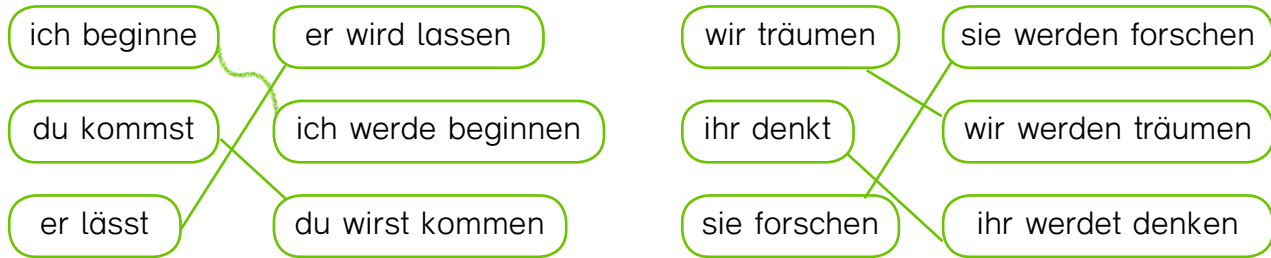 ich beginne er wird lassen wir träumen sie werden forschen
du kommst ich werde beginnen ihr denkt wir werden träumen
er lässt du wirst kommen sie forschen ihr werdet denken